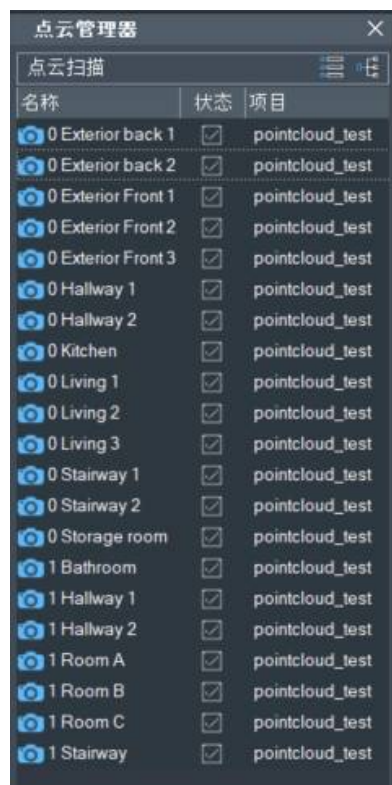 点云管理器
点云扫描
名称 状态 项目
0 Exterior back 1 pointcloud_test
0 Exterior back 2 pointcloud_test
0 Exterior Front 1 pointcloud_test
0 Exterior Front 2 pointcloud_test
0 Exterior Front 3 pointcloud_test
0 Hallway 1 pointcloud_test
0 Hallway 2 pointcloud_test
0 Kitchen pointcloud_test
0 Living 1 pointcloud_test
0 Living 2 pointcloud_test
0 Living 3 pointcloud_test
0 Stairway 1 pointcloud_test
0 Stairway 2 pointcloud_test
0 Storage room pointcloud_test
1 Bathroom pointcloud_test
1 Hallway 1 pointcloud_test
1 Hallway 2 pointcloud_test
1 Room A pointcloud_test
1 Room B pointcloud_test
1 Room C pointcloud_test
1 Stairway pointcloud_test